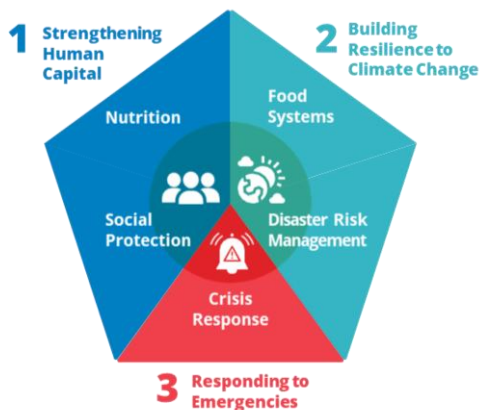 1 Strengthening
Human
Capital
2 Building
Resilience to
Climate Change
Nutrition
Food
Systems
Social
Protection
Disaster Risk
Management
Crisis
Response
3 Responding to
Emergencies